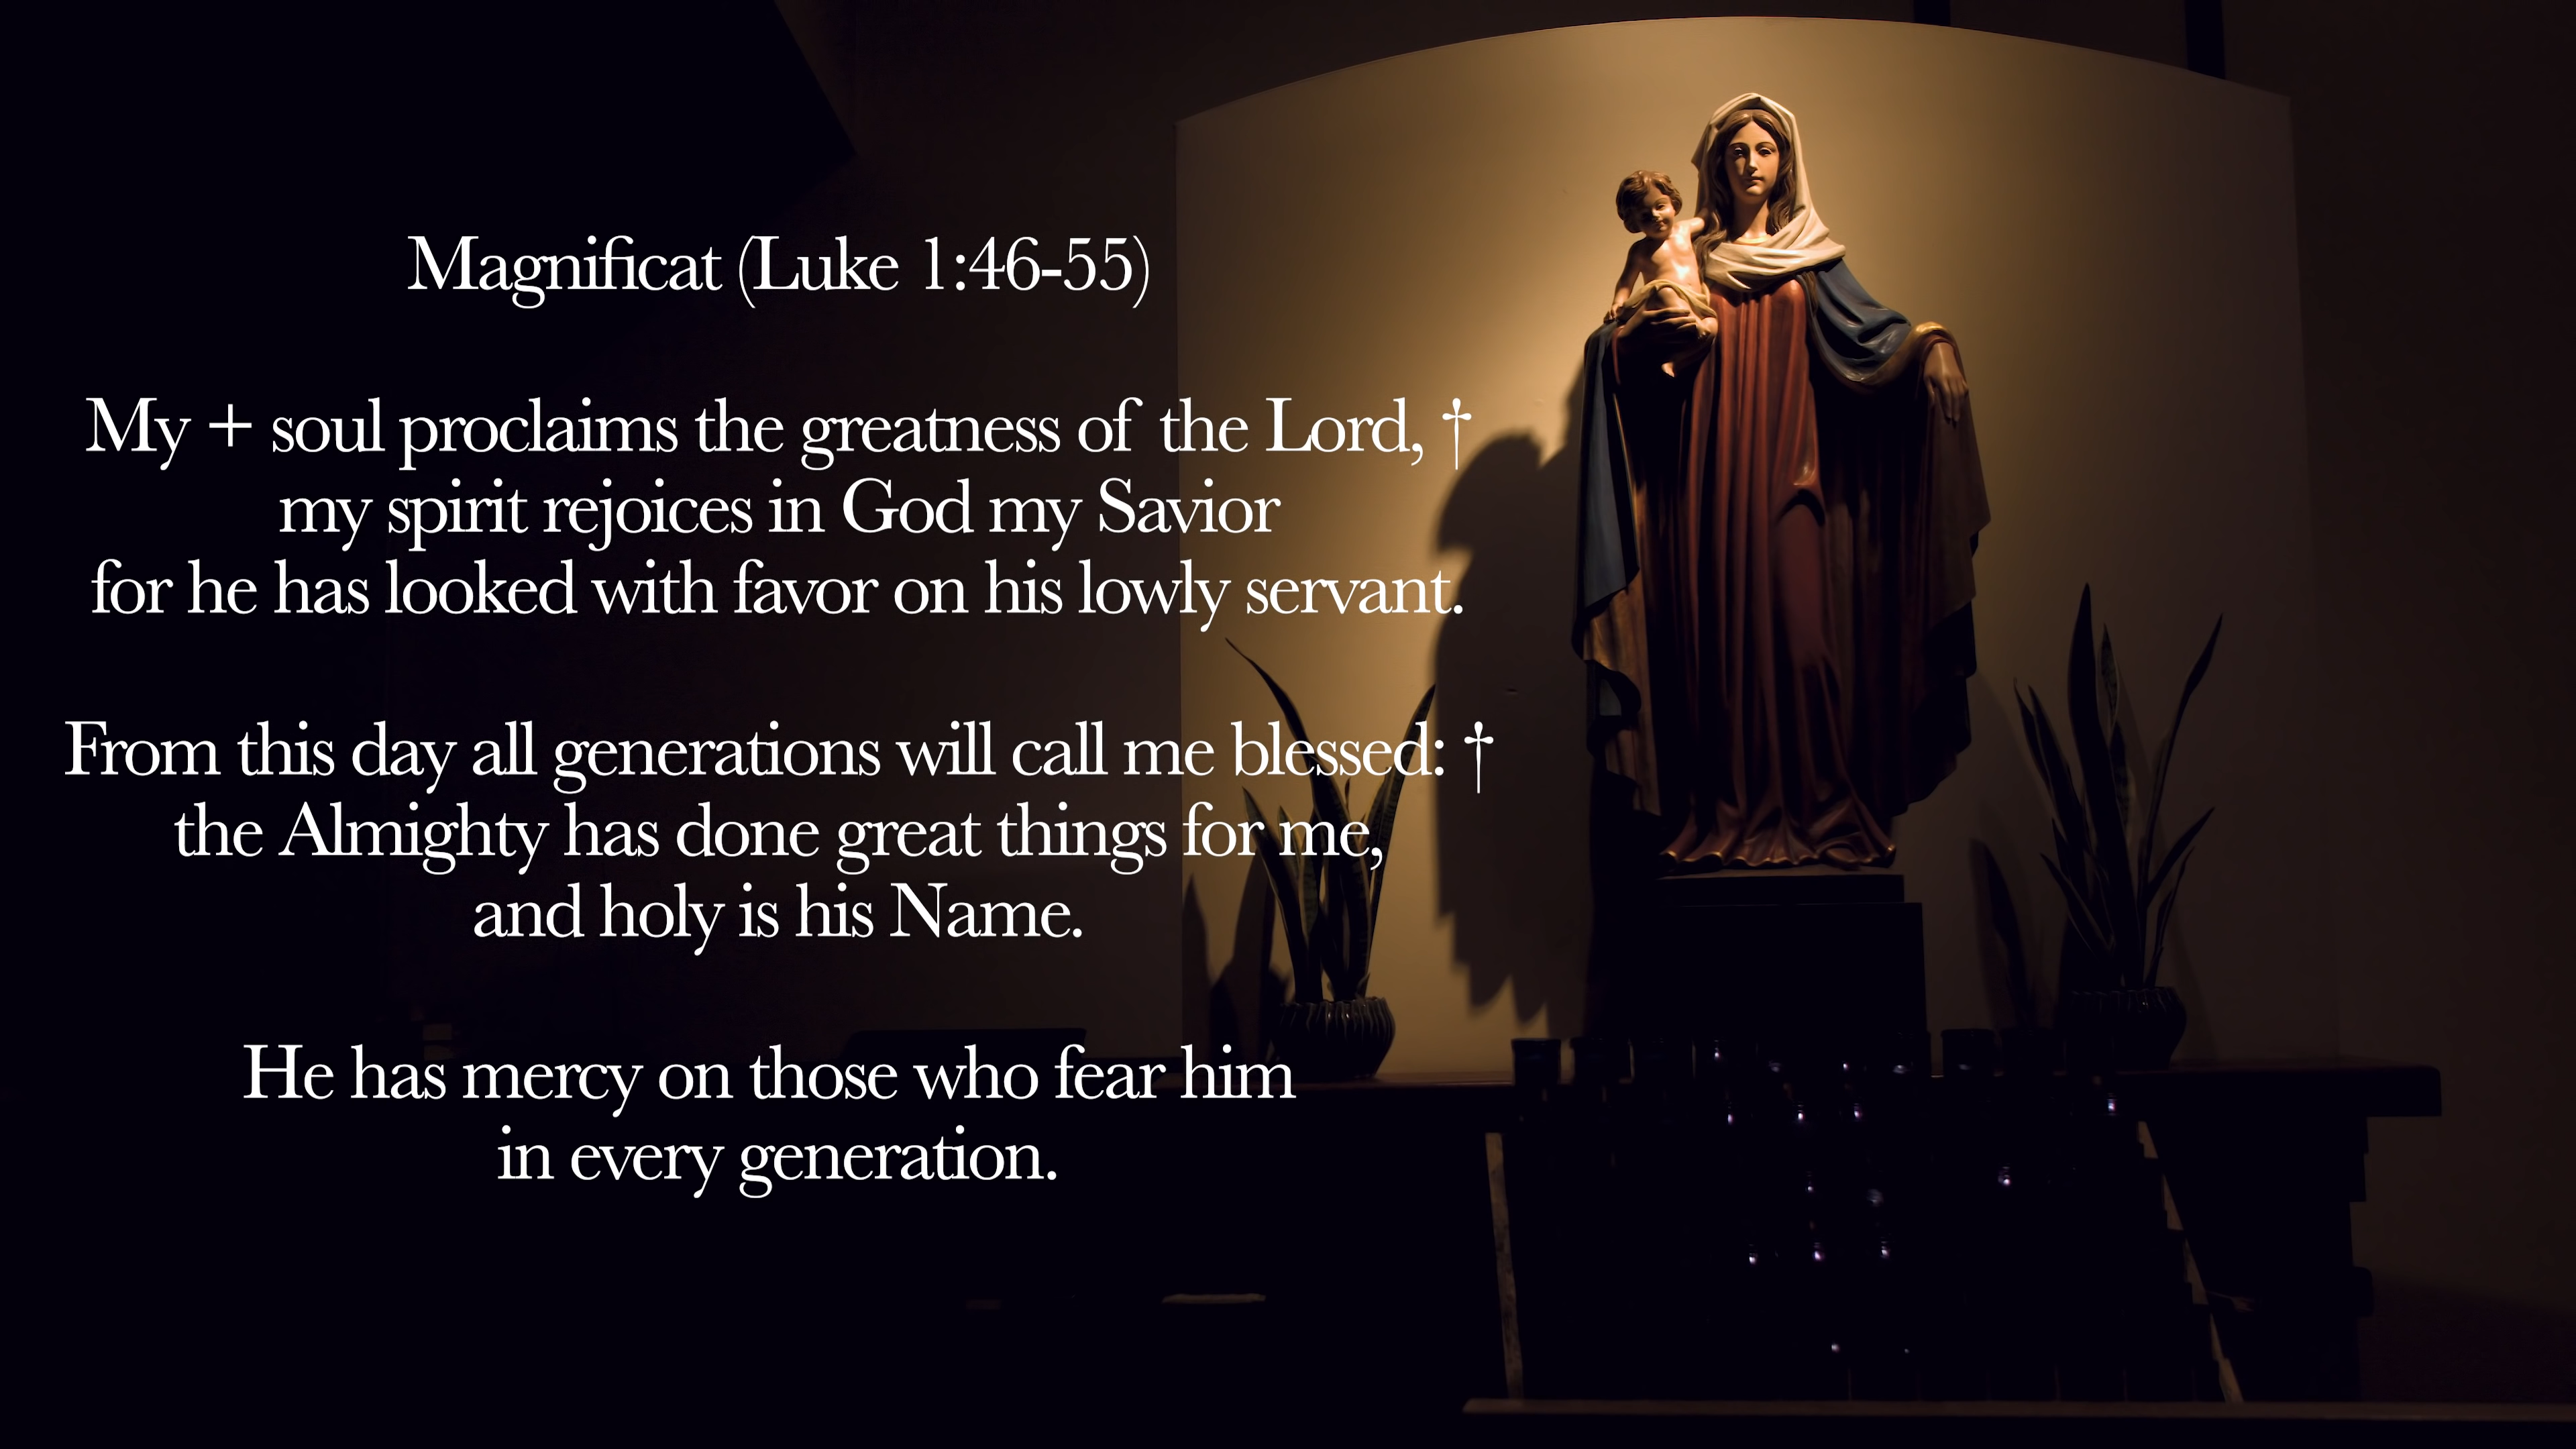 Magnificat (Luke 1:46-55)
My + soul proclaims the greatness of the Lord, †
my spirit rejoices in God my Savior
for he has looked with favor on his lowly servant.
From this day all generations will call me blessed: †
the Almighty has done great things for me,
and holy is his Name.
He has mercy on those who fear him
in every generation.